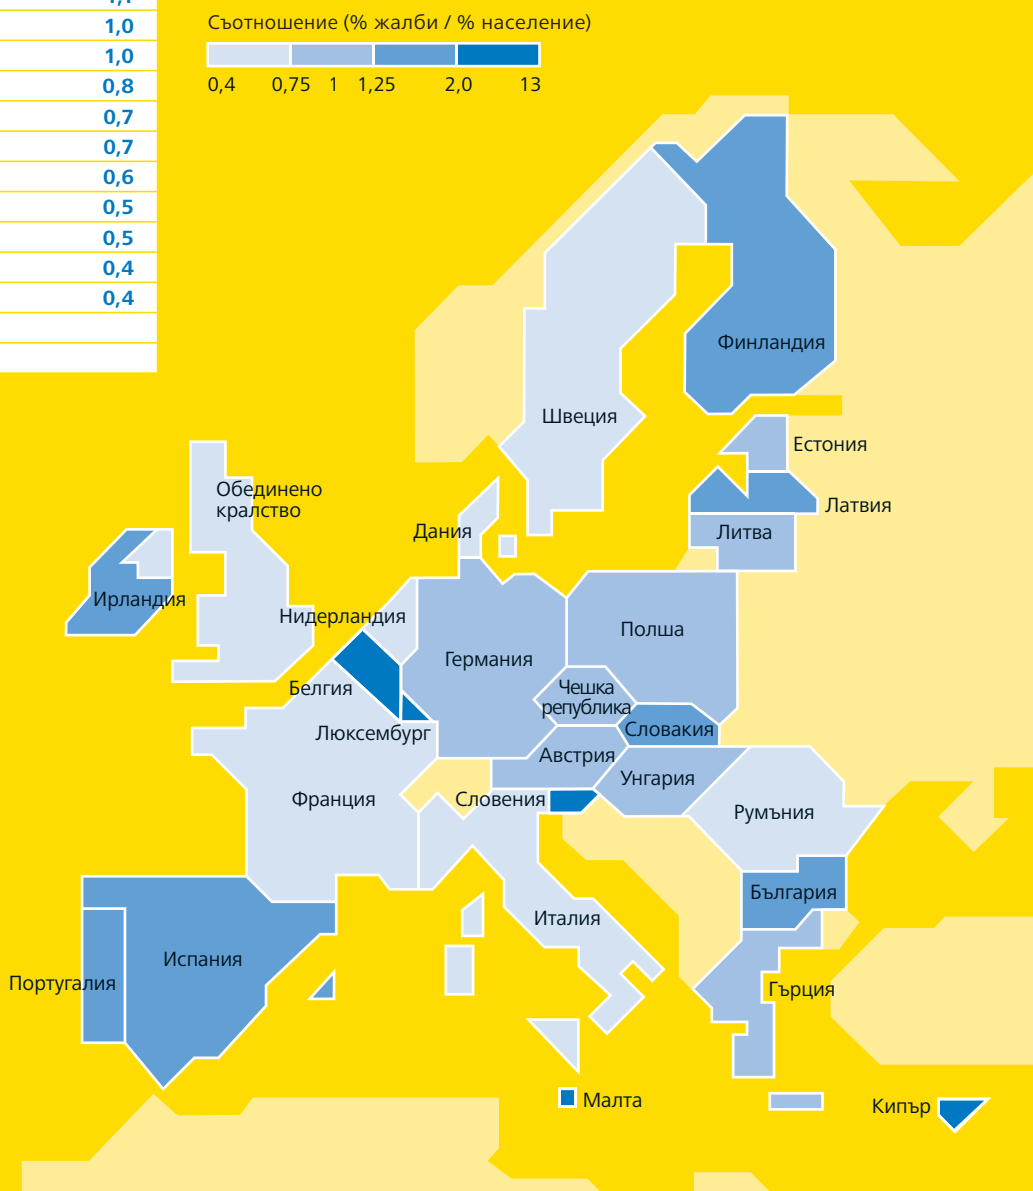 1,1
1,0
1,0
0,8
0,7
0,7
0,6
0,5
0,5
0,4
0,4
Съотношение (% жалби / % население)
0,4 0,75 1 1,25 2,0 13
Финландия
Швеция
Естония
Обединено
кралство
Латвия
Дания
Литва
Ирландия
Нидерландия
Полша
Германия
Белгия
Чешка
република
Люксембург
Словакия
Австрия
Унгария
Франция
Словения
Румъния
България
Италия
Испания
Португалия
Гърция
Малта
Кипър